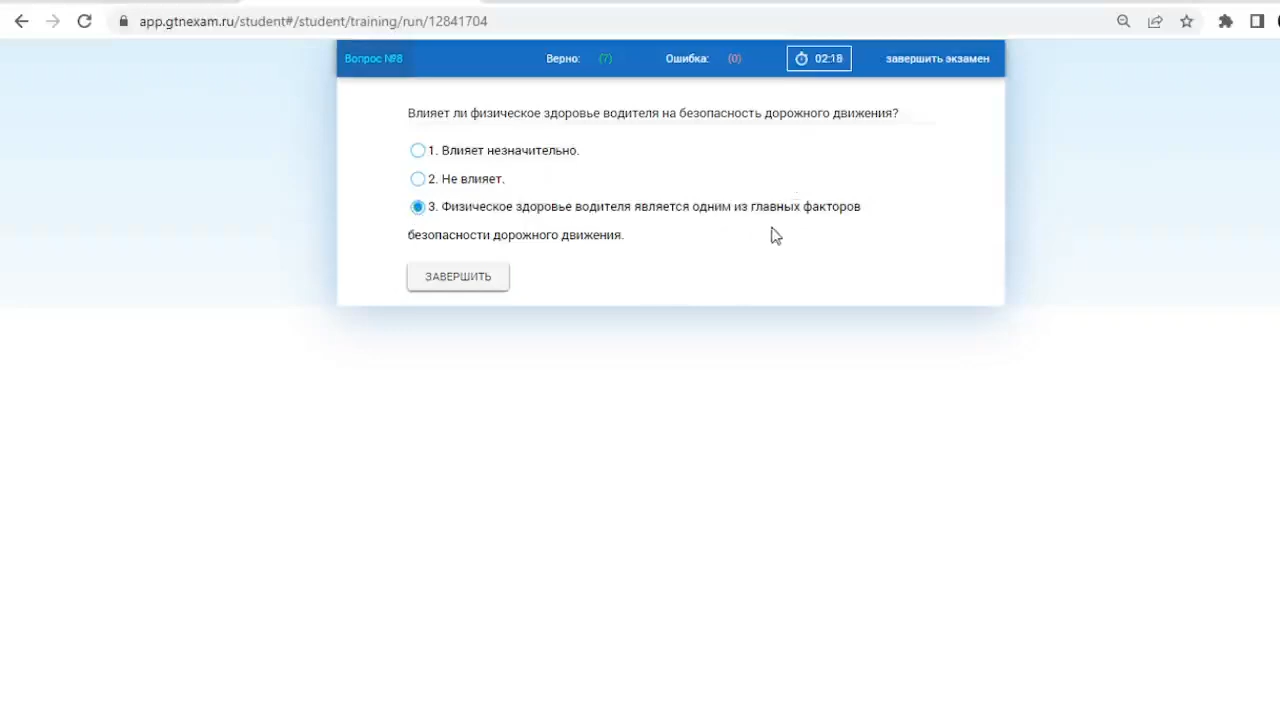 app.gtnexam.ru/student#/student/training/run/12841704
Вопрос №8 Верно: (7) Ошибка: (0) 02:18 завершить экзамен
Влияет ли физическое здоровье водителя на безопасность дорожного движения?
1. Влияет незначительно.
2. Не влияет.
3. Физическое здоровье водителя является одним из главных факторов
безопасности дорожного движения.
ЗАВЕРШИТЬ